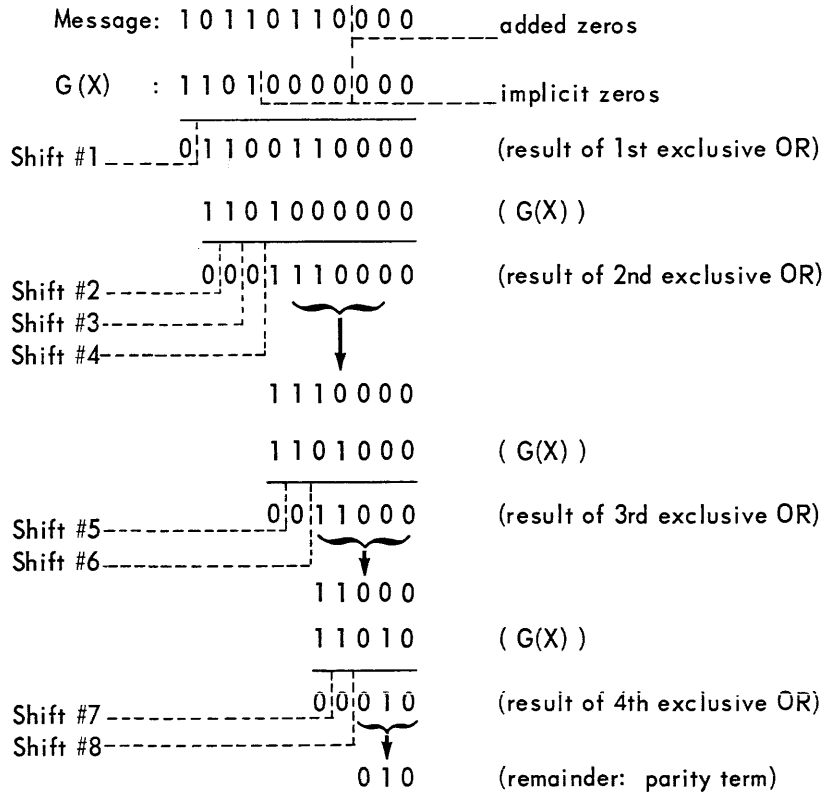 Message: 1 0 1 1 0 1 1 0 0 0 0
added zeros
G(X) : 1 1 0 1 0 0 0 0 0 0 0
implicit zeros
Shift #1 0 1 1 0 0 1 1 0 0 0 0 (result of 1st exclusive OR)
1 1 0 1 0 0 0 0 0 0 ( G(X) )
0 0 0 1 1 1 0 0 0 0 (result of 2nd exclusive OR)
Shift #2
Shift #3
Shift #4
1 1 1 0 0 0 0
1 1 0 1 0 0 0 ( G(X) )
0 0 1 1 0 0 0 (result of 3rd exclusive OR)
Shift #5
Shift #6
1 1 0 0 0
1 1 0 1 0 ( G(X) )
0 0 0 1 0 (result of 4th exclusive OR)
Shift #7
Shift #8
0 1 0 (remainder: parity term)